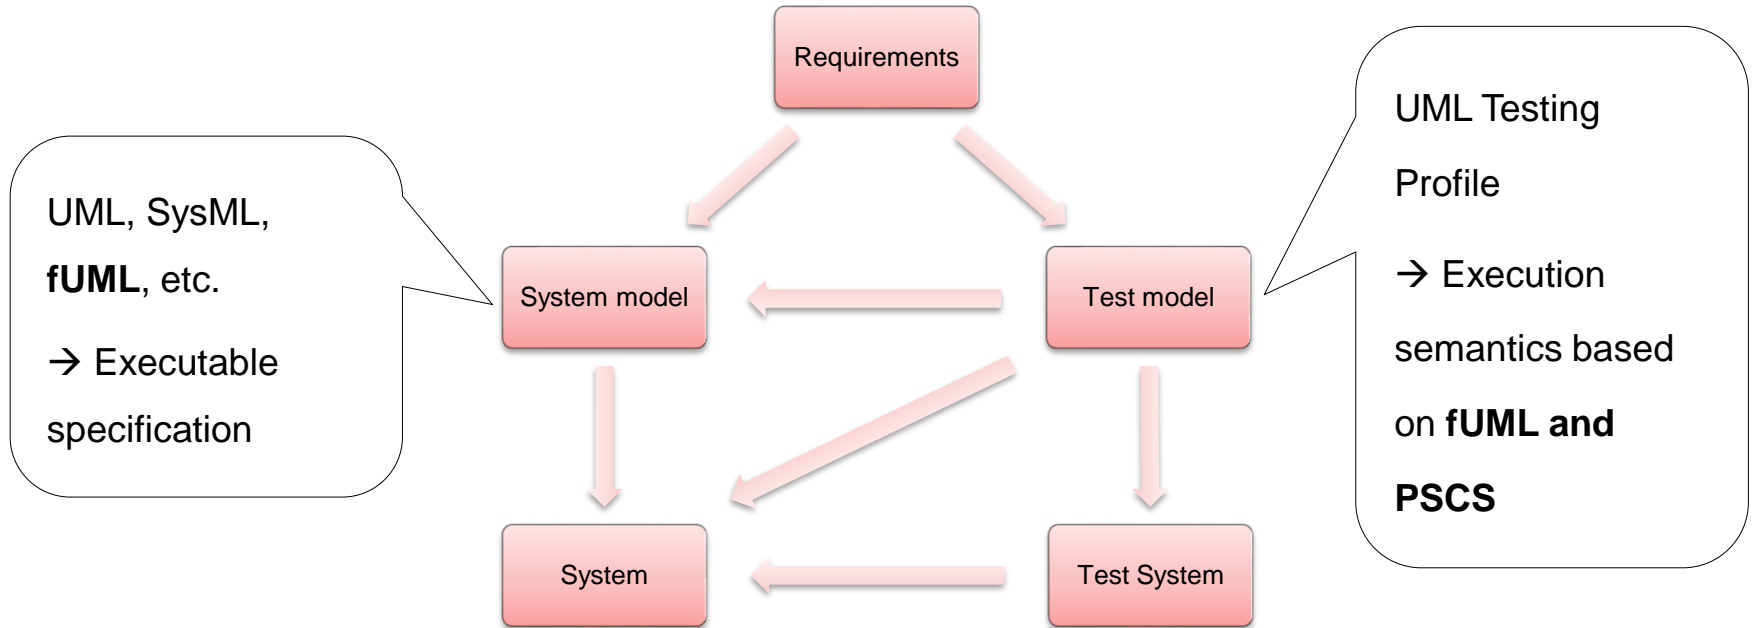 Requirements
UML, SysML,
fUML, etc.
→ Executable
specification
System model
Test model
UML Testing
Profile
→ Execution
semantics based
on fUML and
PSCS
System
Test System